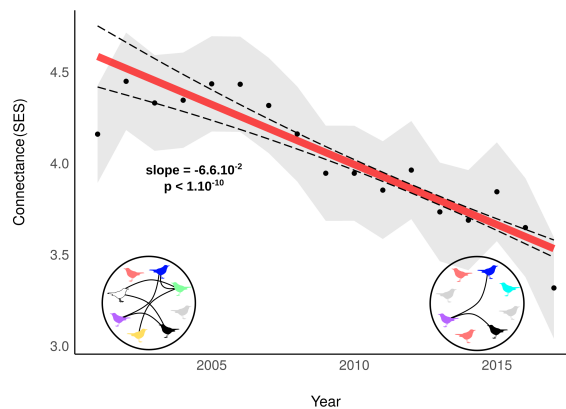 Connectance (SES)
4.5
4.0
3.5
3.0
slope = -6.6.10⁻²
p < 1.10⁻¹⁰
2005 2010 2015
Year